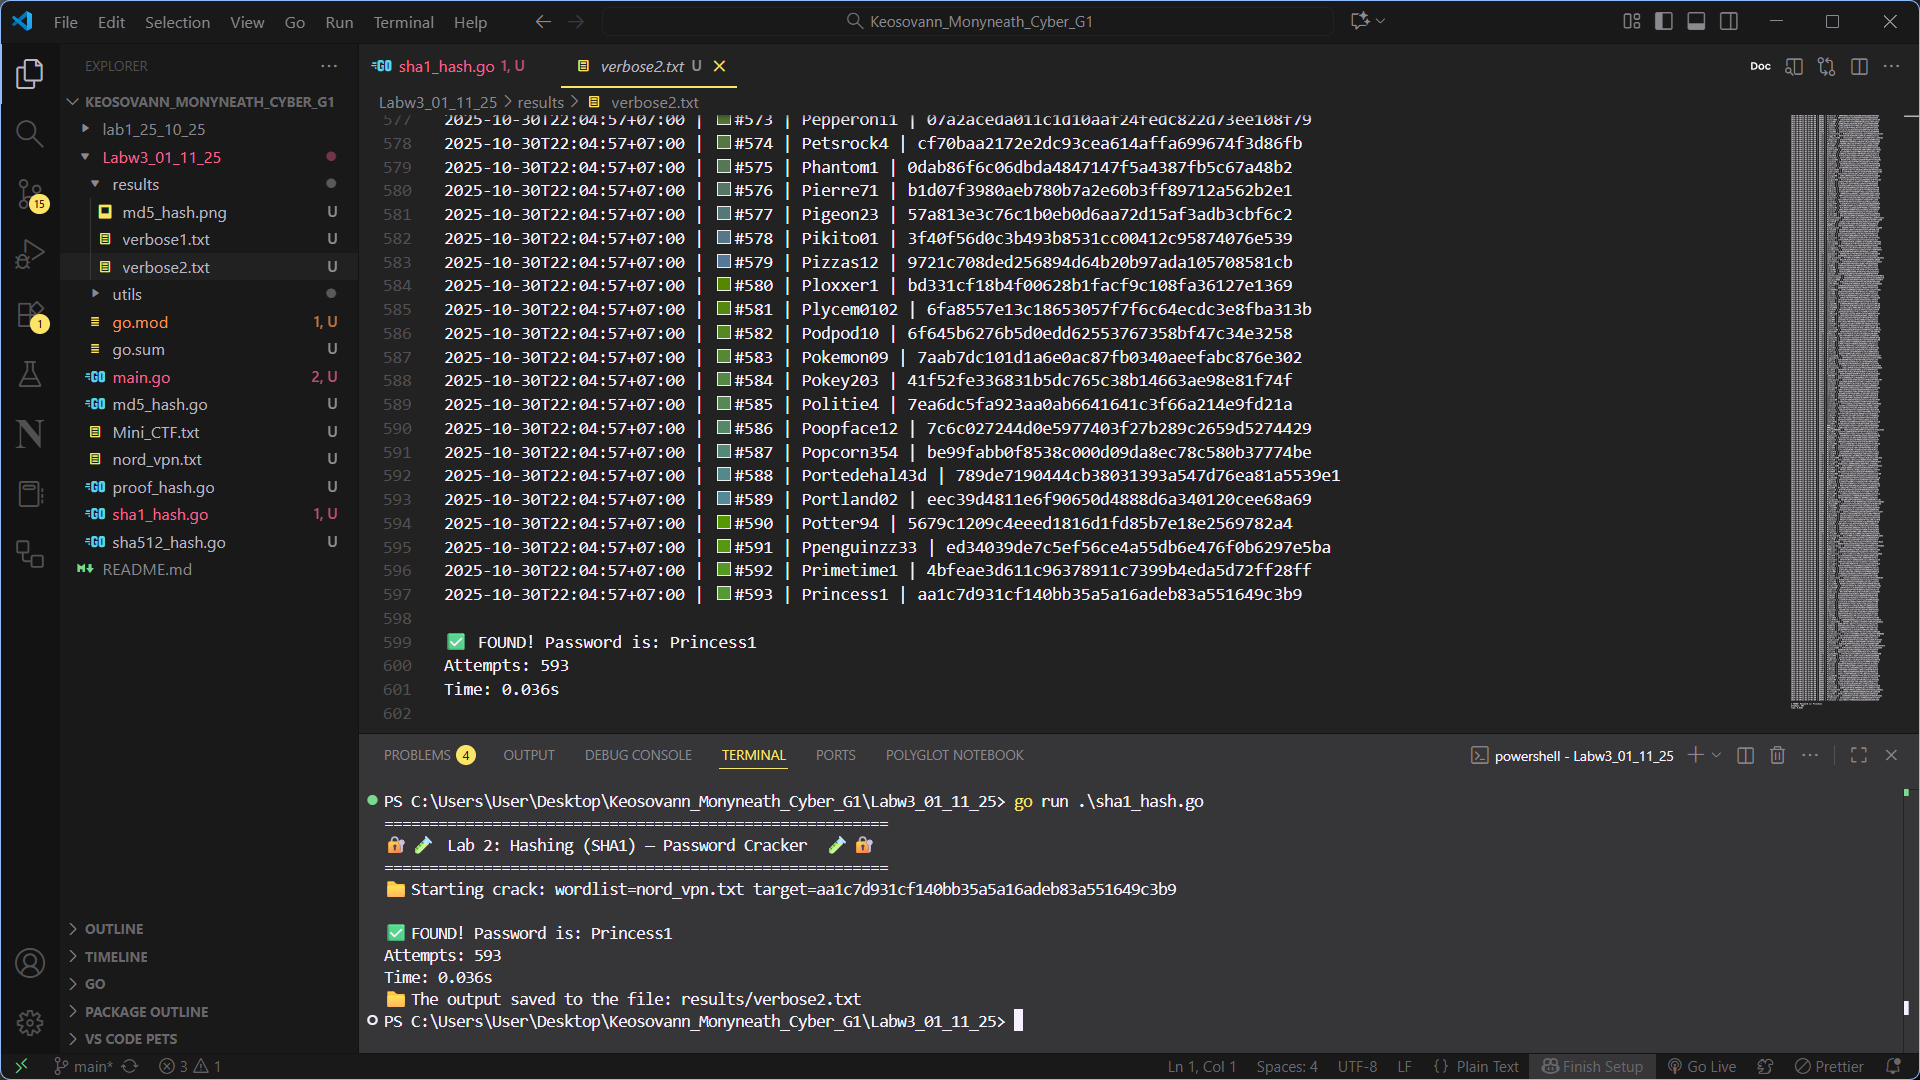 File Edit Selection View Go Run Terminal Help
Keosovann_Monyneath_Cyber_G1
EXPLORER
KEOSOVANN_MONYNEATH_CYBER_G1
lab1_25_10_25
Labw3_01_11_25
results
md5_hash.png U
verbose1.txt U
verbose2.txt U
utils
go.mod 1, U
go.sum U
main.go 2, U
md5_hash.go U
Mini_CTF.txt U
nord_vpn.txt U
proof_hash.go U
sha1_hash.go 1, U
sha512_hash.go U
README.md
15
1
OUTLINE
TIMELINE
GO
PACKAGE OUTLINE
VS CODE PETS
sha1_hash.go 1, U
verbose2.txt U
Doc
Labw3_01_11_25 > results > verbose2.txt
577 2025-10-30T22:04:57+07:00 | #573 | Pepperon11 | 07a2aceda011c1d10aaf24fedc822d73ee108f79
578 2025-10-30T22:04:57+07:00 | #574 | Petsrock4 | cf70baa2172e2dc93cea614affa699674f3d86fb
579 2025-10-30T22:04:57+07:00 | #575 | Phantom1 | 0dab86f6c06dbda4847147f5a4387fb5c67a48b2
580 2025-10-30T22:04:57+07:00 | #576 | Pierre71 | b1d07f3980aeb780b7a2e60b3ff89712a562b2e1
581 2025-10-30T22:04:57+07:00 | #577 | Pigeon23 | 57a813e3c76c1b0eb0d6aa72d15af3adb3cbf6c2
582 2025-10-30T22:04:57+07:00 | #578 | Pikito01 | 3f40f56d0c3b493b8531cc00412c95874076e539
583 2025-10-30T22:04:57+07:00 | #579 | Pizzas12 | 9721c708ded256894d64b20b97ada105708581cb
584 2025-10-30T22:04:57+07:00 | #580 | Ploxxer1 | bd331cf18b4f00628b1facf9c108fa36127e1369
585 2025-10-30T22:04:57+07:00 | #581 | Plycem0102 | 6fa8557e13c18653057f7f6c64ecdc3e8fba313b
586 2025-10-30T22:04:57+07:00 | #582 | Podpod10 | 6f645b6276b5d0edd62553767358bf47c34e3258
587 2025-10-30T22:04:57+07:00 | #583 | Pokemon09 | 7aab7dc101d1a6e0ac87fb0340aeefabc876e302
588 2025-10-30T22:04:57+07:00 | #584 | Pokey203 | 41f52fe336831b5dc765c38b14663ae98e81f74f
589 2025-10-30T22:04:57+07:00 | #585 | Politie4 | 7ea6dc5fa923aa0ab6641641c3f66a214e9fd21a
590 2025-10-30T22:04:57+07:00 | #586 | Poopface12 | 7c6c027244d0e5977403f27b289c2659d5274429
591 2025-10-30T22:04:57+07:00 | #587 | Popcorn354 | be99fabb0f8538c000d09da8ec78c580b37774be
592 2025-10-30T22:04:57+07:00 | #588 | Portedehal43d | 789de7190444cb38031393a547d76ea81a5539e1
593 2025-10-30T22:04:57+07:00 | #589 | Portland02 | eec39d4811e6f90650d4888d6a340120cee68a69
594 2025-10-30T22:04:57+07:00 | #590 | Potter94 | 5679c1209c4eeed1816d1fd85b7e18e2569782a4
595 2025-10-30T22:04:57+07:00 | #591 | Ppenguinzz33 | ed34039de7c5ef56ce4a55db6e476f0b6297e5ba
596 2025-10-30T22:04:57+07:00 | #592 | Primetime1 | 4bfeae3d611c96378911c7399b4eda5d72ff28ff
597 2025-10-30T22:04:57+07:00 | #593 | Princess1 | aa1c7d931cf140bb35a5a16adeb83a551649c3b9
598
599 ✅ FOUND! Password is: Princess1
600 Attempts: 593
601 Time: 0.036s
602
PROBLEMS 4 OUTPUT DEBUG CONSOLE TERMINAL PORTS POLYGLOT NOTEBOOK
powershell - Labw3_01_11_25
PS C:\Users\User\Desktop\Keosovann_Monyneath_Cyber_G1\Labw3_01_11_25> go run .\sha1_hash.go
========================================================
🔐 🧪 Lab 2: Hashing (SHA1) — Password Cracker 🧪 🔐
========================================================
📁 Starting crack: wordlist=nord_vpn.txt target=aa1c7d931cf140bb35a5a16adeb83a551649c3b9
✅ FOUND! Password is: Princess1
Attempts: 593
Time: 0.036s
📁 The output saved to the file: results/verbose2.txt
PS C:\Users\User\Desktop\Keosovann_Monyneath_Cyber_G1\Labw3_01_11_25>
main* 3 1
Ln 1, Col 1 Spaces: 4 UTF-8 LF {} Plain Text Finish Setup Go Live Prettier